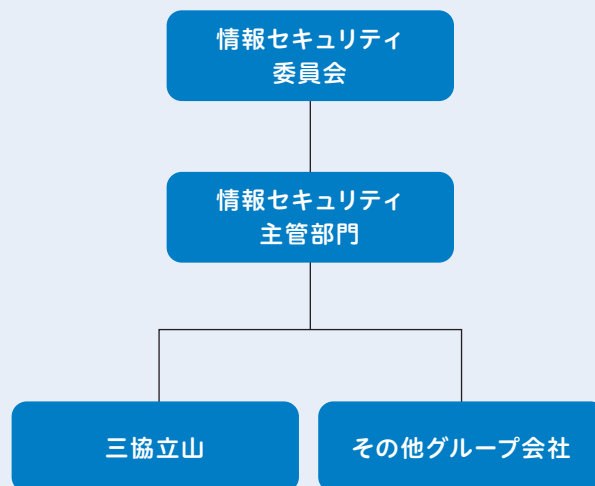 情報セキュリティ
委員会
情報セキュリティ
主管部門
三協立山
その他グループ会社